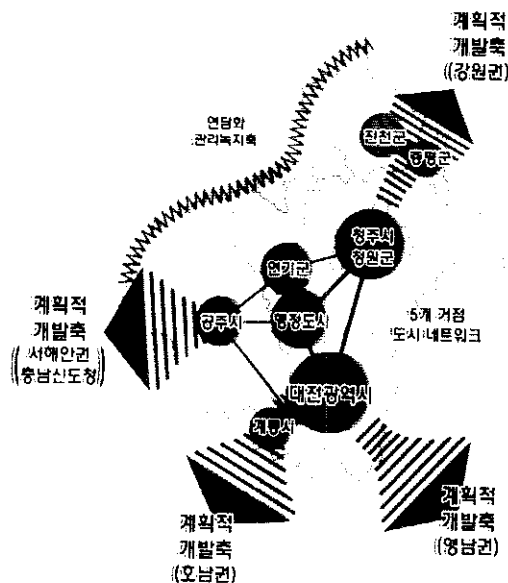 계획적
개발축
(강원권)
연담화
관리녹지축
진천군
증평군
청주시
청원군
연기군
계획적
개발축
(서해안권
충남신도청)
공주시
행정도시
5개 거점
도시 네트워크
대전광역시
계룡시
계획적
개발축
(호남권)
계획적
개발축
(영남권)